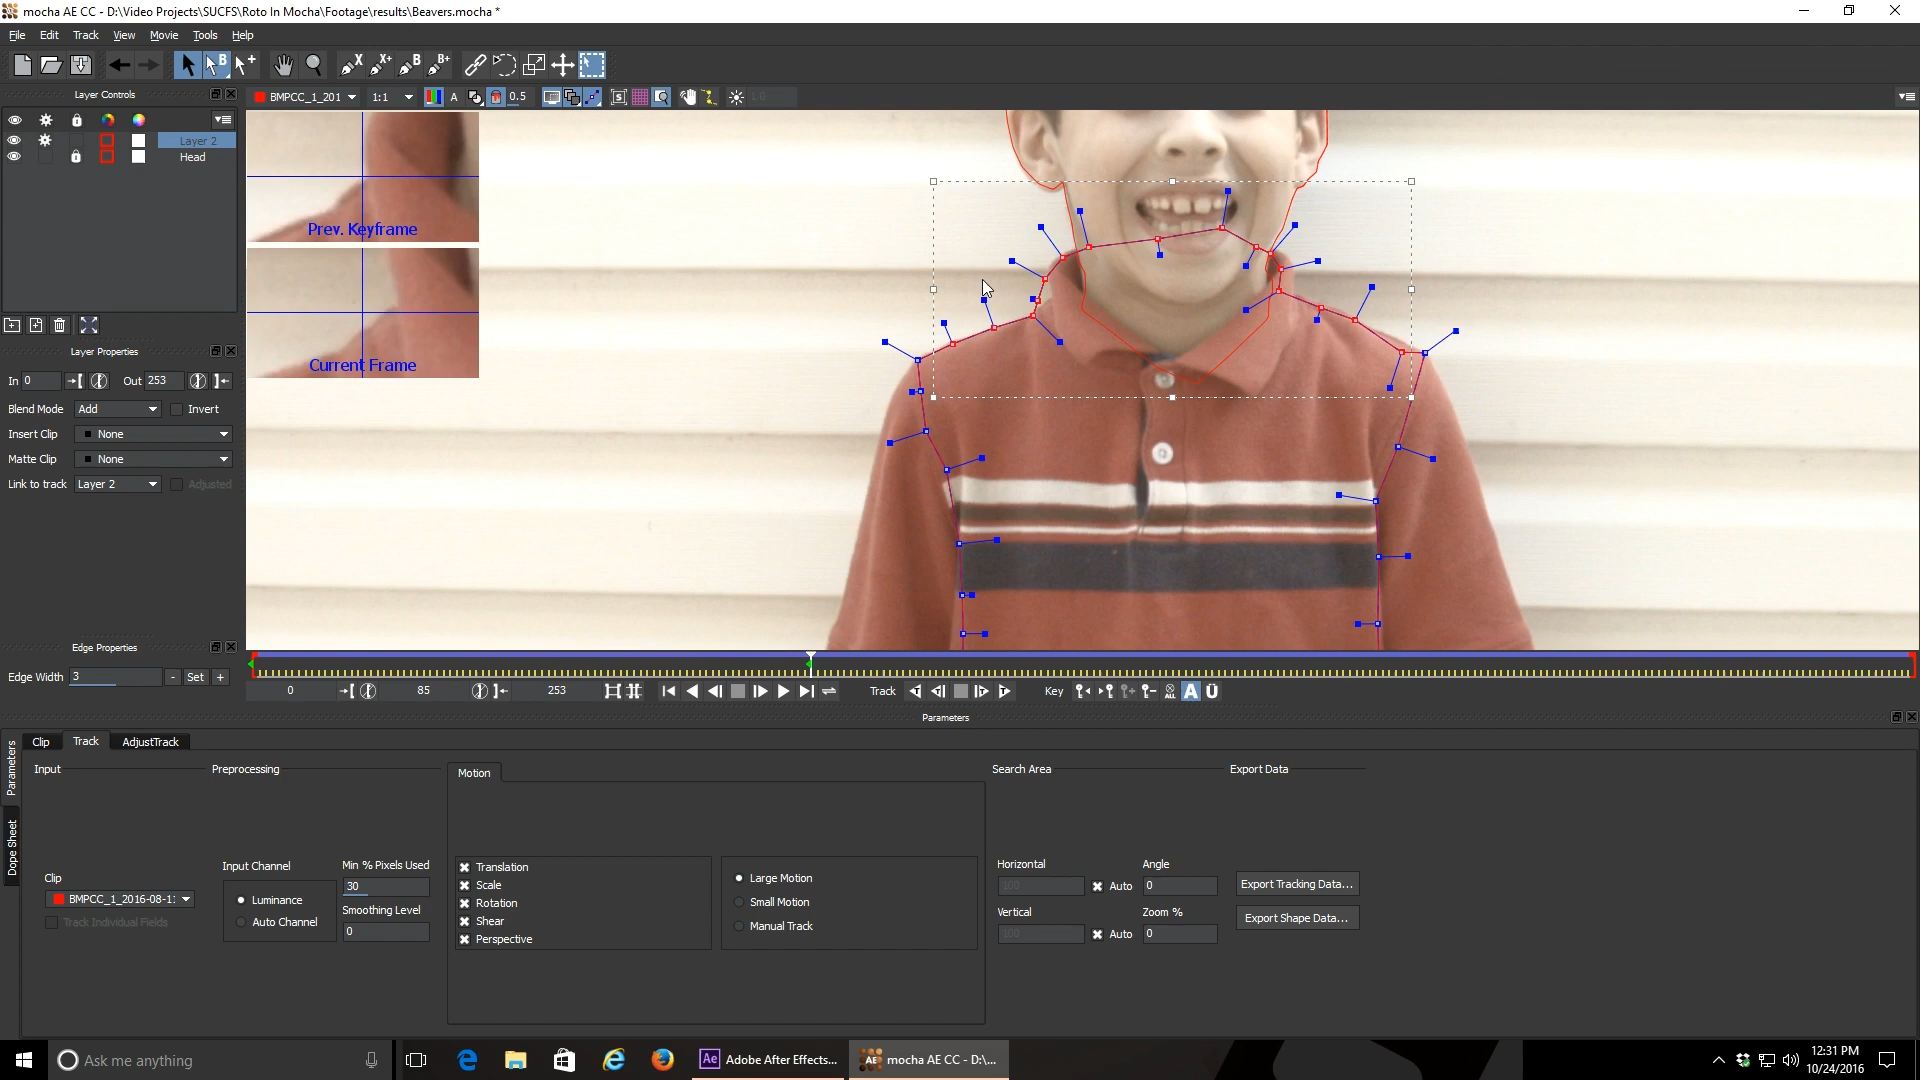 mocha AE CC - D:\Video Projects\SUCFS\Roto In Mocha\Footage\results\Beavers.mocha *
File Edit Track View Movie Tools Help
Layer Controls
BMPCC_1_201 1:1 A 0.5 1.0
Layer 2
Head
Prev. Keyframe
Current Frame
Layer Properties
In 0 Out 253
Blend Mode Add Invert
Insert Clip None
Matte Clip None
Link to track Layer 2 Adjusted
Edge Properties
Edge Width 3 - Set +
0 85 253 Track Key ALL A Ü
Parameters
Parameters
Dope Sheet
Clip Track AdjustTrack
Input Preprocessing Motion Search Area Export Data
Clip
BMPCC_1_2016-08-11
Track Individual Fields
Input Channel
Luminance
Auto Channel
Min % Pixels Used
30
Smoothing Level
0
Translation
Scale
Rotation
Shear
Perspective
Large Motion
Small Motion
Manual Track
Horizontal Angle
100 Auto 0
Vertical Zoom %
100 Auto 0
Export Tracking Data...
Export Shape Data...
Ask me anything
Adobe After Effects...
mocha AE CC - D:\...
12:31 PM
10/24/2016